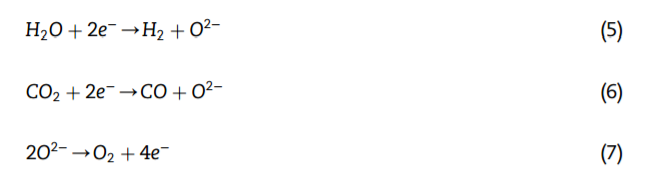 H₂O + 2e⁻ → H₂ + O²⁻ (5)
CO₂ + 2e⁻ → CO + O²⁻ (6)
2O²⁻ → O₂ + 4e⁻ (7)